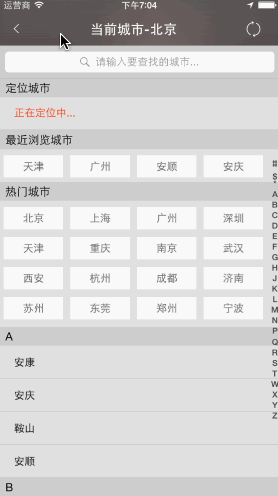 运营商 下午7:04
当前城市-北京
请输入要查找的城市...
定位城市
正在定位中...
最近浏览城市
天津 广州 安顺 安庆
热门城市
北京 上海 广州 深圳
天津 重庆 南京 武汉
西安 杭州 成都 济南
苏州 东莞 郑州 宁波
A
安康
安庆
鞍山
安顺
B
#
$
*
A
B
C
D
E
F
G
H
J
K
L
M
N
P
Q
R
S
T
W
X
Y
Z